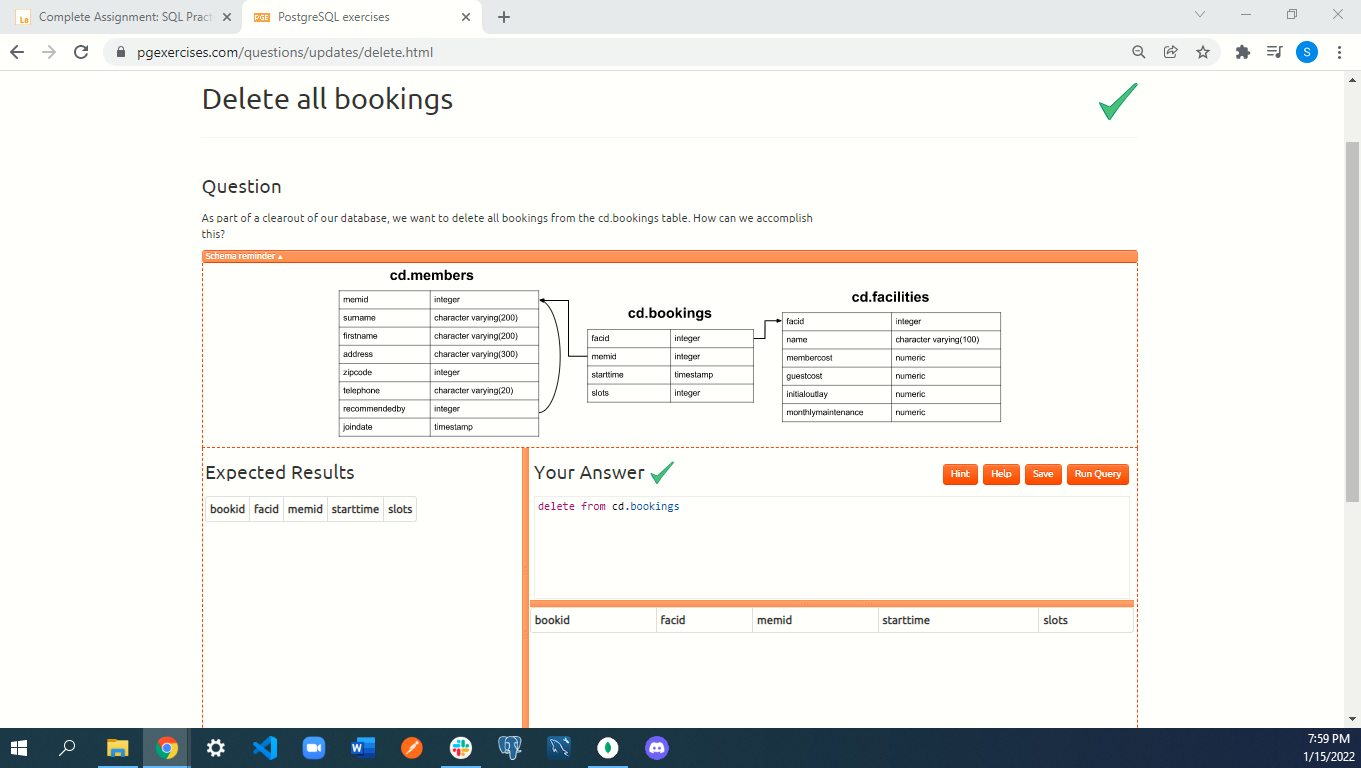 Complete Assignment: SQL Pract
PGE PostgreSQL exercises
pgexercises.com/questions/updates/delete.html
S
Delete all bookings
Question
As part of a clearout of our database, we want to delete all bookings from the cd.bookings table. How can we accomplish
this?
Schema reminder
cd.members
memid integer
surname character varying(200)
firstname character varying(200)
address character varying(300)
zipcode integer
telephone character varying(20)
recommendedby integer
joindate timestamp
cd.bookings
facid integer
memid integer
starttime timestamp
slots integer
cd.facilities
facid integer
name character varying(100)
membercost numeric
guestcost numeric
initialoutlay numeric
monthlymaintenance numeric
Expected Results
bookid facid memid starttime slots
Your Answer
Hint Help Save Run Query
delete from cd.bookings
bookid facid memid starttime slots
7:59 PM
1/15/2022